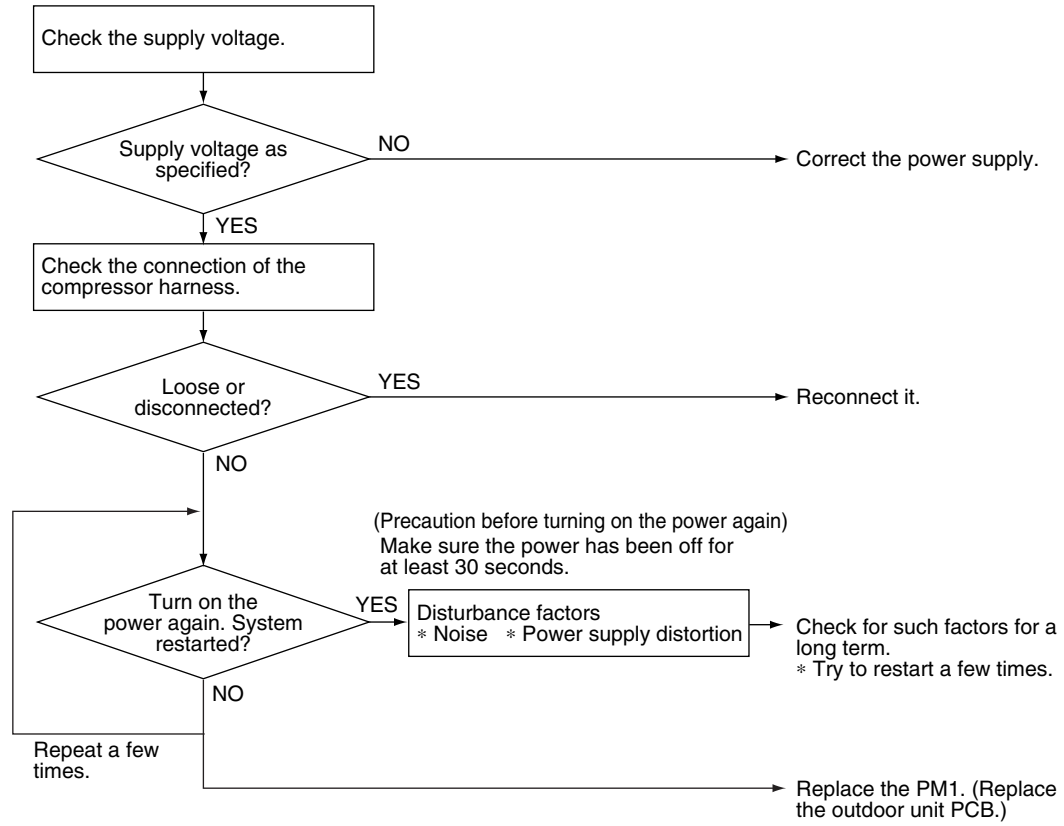 Check the supply voltage.
Supply voltage as
specified?
NO
Correct the power supply.
YES
Check the connection of the
compressor harness.
Loose or
disconnected?
YES
Reconnect it.
NO
(Precaution before turning on the power again)
Make sure the power has been off for
at least 30 seconds.
Turn on the
power again. System
restarted?
YES
Disturbance factors
* Noise * Power supply distortion
Check for such factors for a
long term.
* Try to restart a few times.
NO
Repeat a few
times.
Replace the PM1. (Replace
the outdoor unit PCB.)